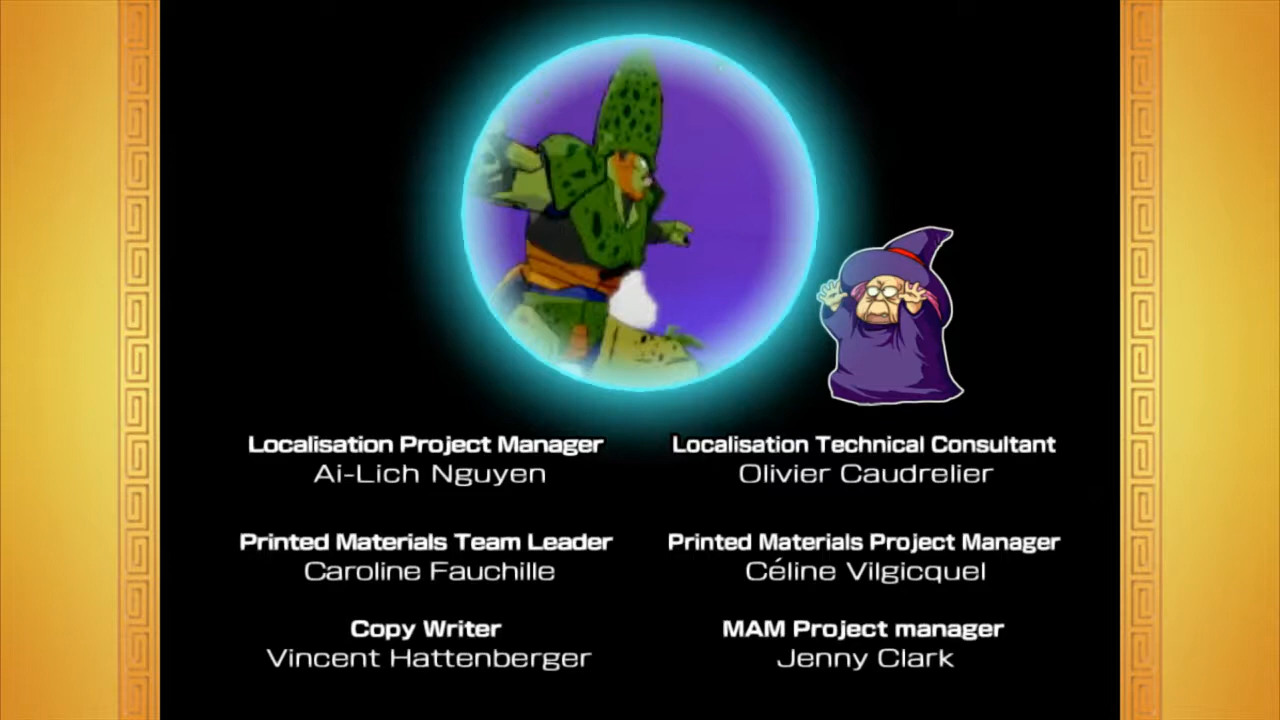 Localisation Project Manager
Ai-Lich Nguyen
Localisation Technical Consultant
Olivier Caudrelier
Printed Materials Team Leader
Caroline Fauchille
Printed Materials Project Manager
Céline Vilgicquel
Copy Writer
Vincent Hattenberger
MAM Project manager
Jenny Clark